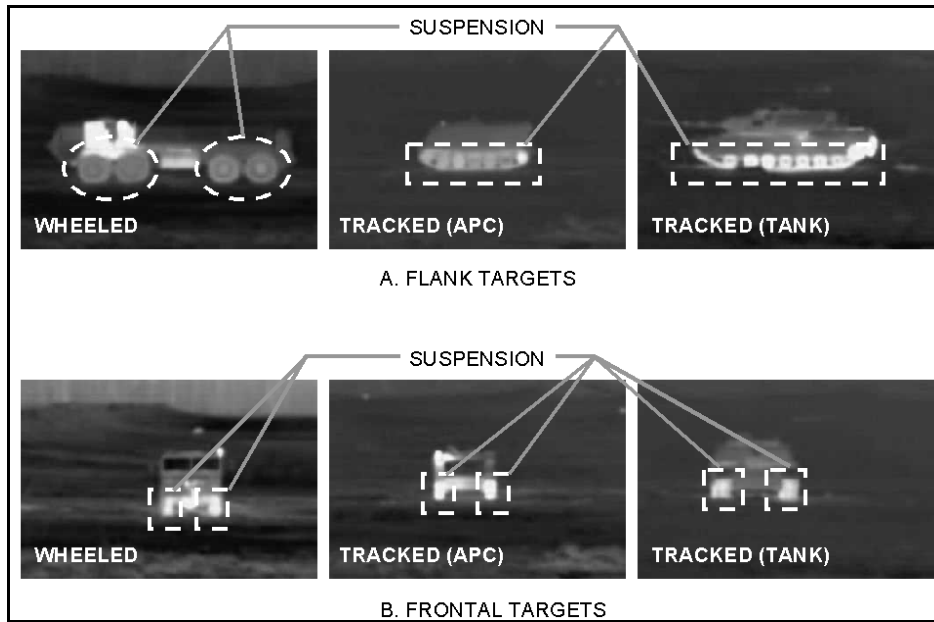 SUSPENSION
WHEELED
TRACKED (APC)
TRACKED (TANK)
A. FLANK TARGETS
SUSPENSION
WHEELED
TRACKED (APC)
TRACKED (TANK)
B. FRONTAL TARGETS